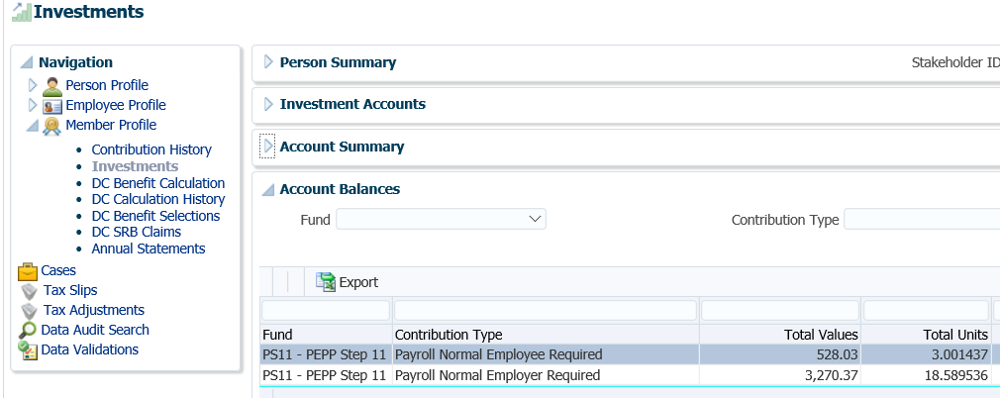 Investments
Navigation
Person Profile
Employee Profile
Member Profile
Contribution History
Investments
DC Benefit Calculation
DC Calculation History
DC Benefit Selections
DC SRB Claims
Annual Statements
Cases
Tax Slips
Tax Adjustments
Data Audit Search
Data Validations
Person Summary Stakeholder ID
Investment Accounts
Account Summary
Account Balances
Fund Contribution Type
Export
Fund Contribution Type Total Values Total Units
PS11 - PEPP Step 11 Payroll Normal Employee Required 528.03 3.001437
PS11 - PEPP Step 11 Payroll Normal Employer Required 3,270.37 18.589536